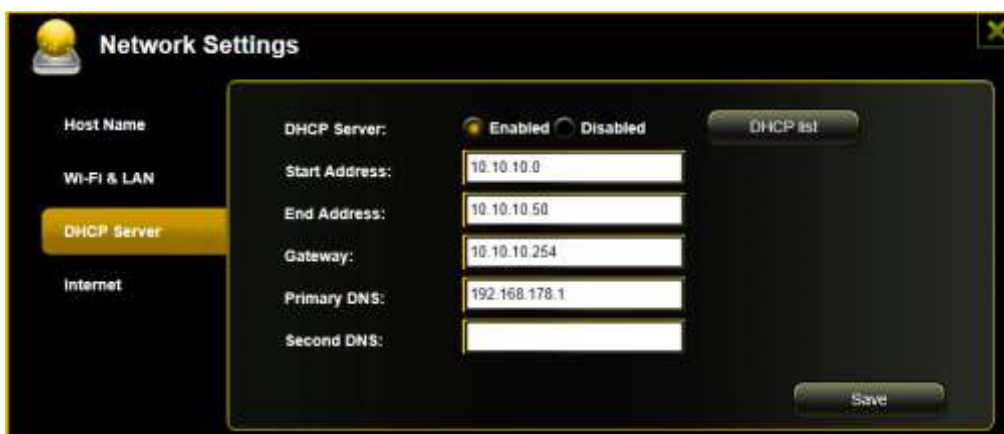 Network Settings
Host Name
Wi-Fi & LAN
DHCP Server
Internet
DHCP Server: Enabled Disabled DHCP list
Start Address: 10.10.10.0
End Address: 10.10.10.50
Gateway: 10.10.10.254
Primary DNS: 192.168.178.1
Second DNS:
Save